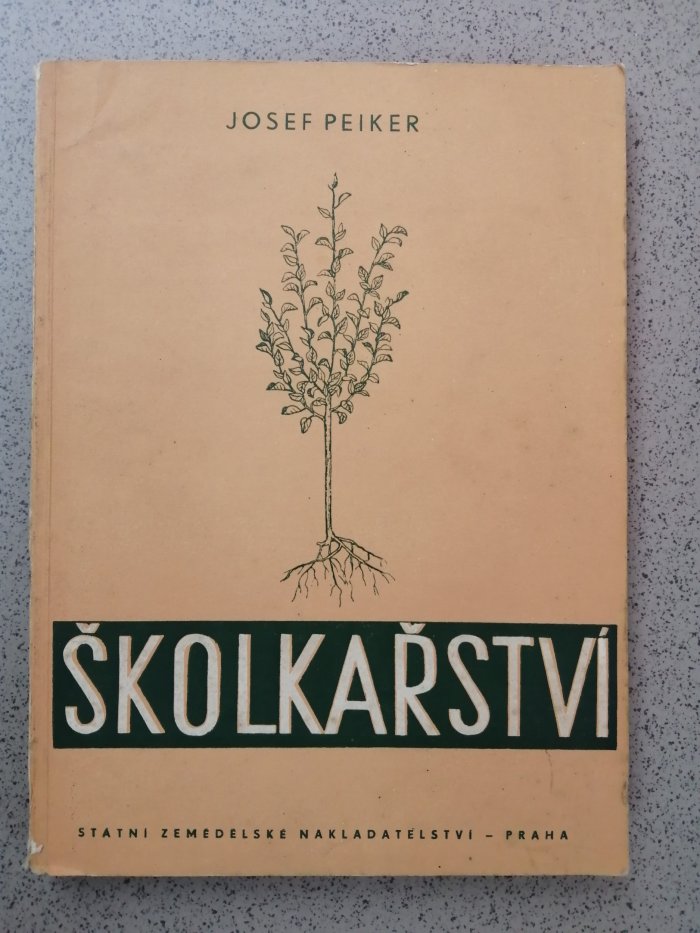 JOSEF PEIKER
ŠKOLKAŘSTVÍ
STÁTNÍ ZEMĚDĚLSKÉ NAKLADATELSTVÍ – PRAHA